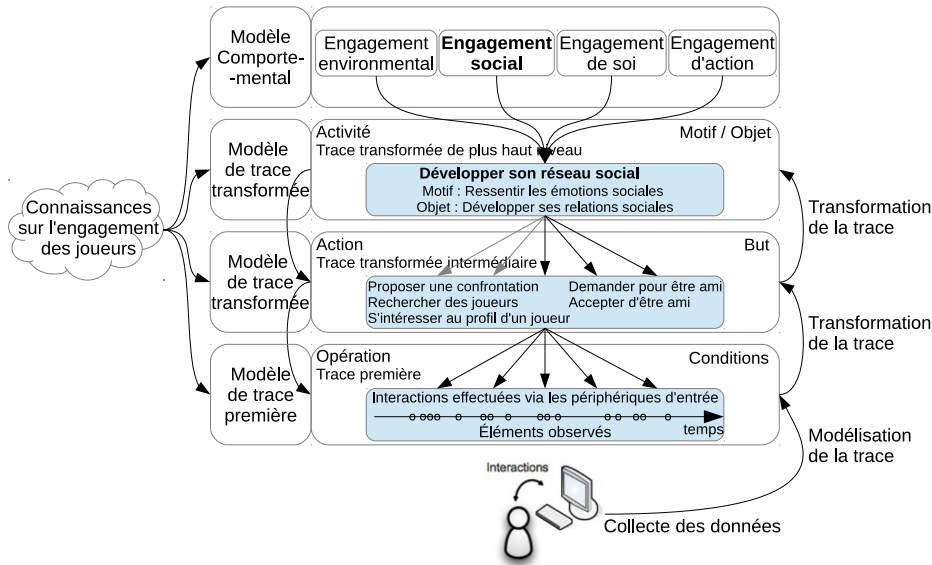 Modèle
Comporte-
-mental
Engagement
environmental
Engagement
social
Engagement
de soi
Engagement
d'action
Activité
Motif / Objet
Trace transformée de plus haut niveau
Modèle
de trace
transformée
Développer son réseau social
Motif : Ressentir les émotions sociales
Objet : Développer ses relations sociales
Connaissances
sur l'engagement
des joueurs
Transformation
de la trace
Action
But
Trace transformée intermédiaire
Modèle
de trace
transformée
Proposer une confrontation
Rechercher des joueurs
S'intéresser au profil d'un joueur
Demander pour être ami
Accepter d'être ami
Transformation
de la trace
Opération
Conditions
Trace première
Modèle
de trace
première
Interactions effectuées via les périphériques d'entrée
temps
Éléments observés
Modélisation
de la trace
Interactions
Collecte des données